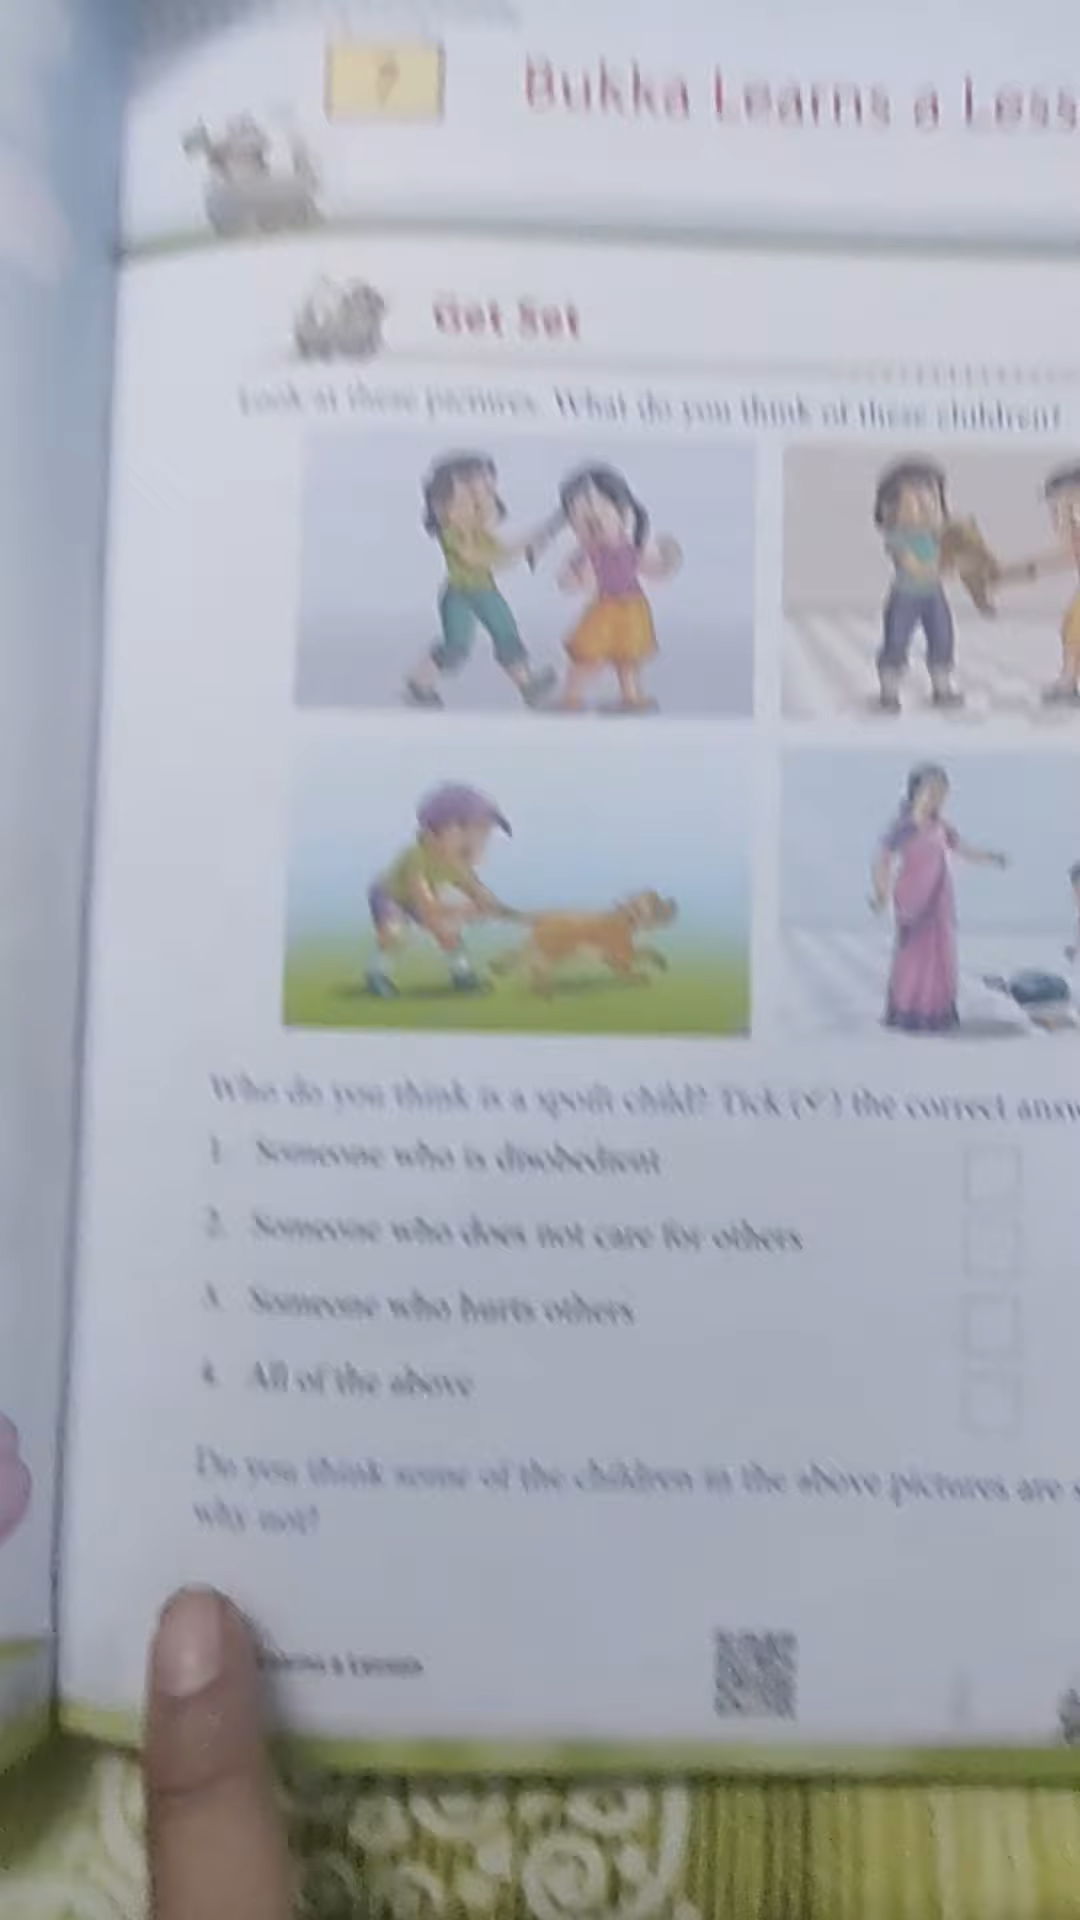 7
Bukka Learns a Less
Get Set
Look at these pictures. What do you think of these children?
Who do you think is a spoilt child? Tick (✓) the correct answ
1. Someone who is disobedient
2. Someone who does not care for others
3. Someone who hurts others
4. All of the above
Do you think some of the children in the above pictures are
why not?
a Lesson